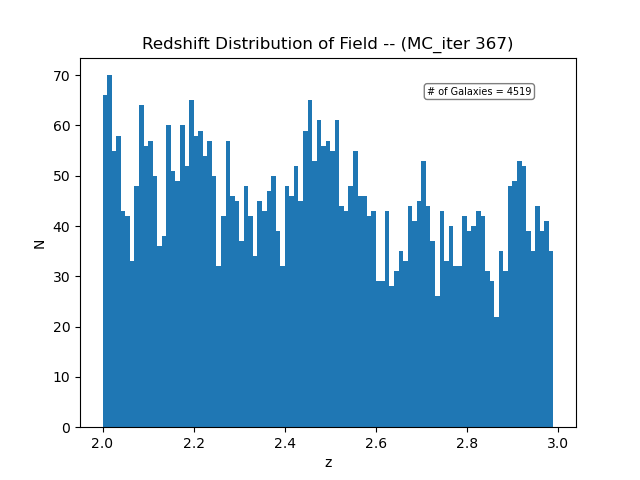 Redshift Distribution of Field -- (MC_iter 367)
# of Galaxies = 4519
N
70
60
50
40
30
20
10
0
2.0 2.2 2.4 2.6 2.8 3.0
z